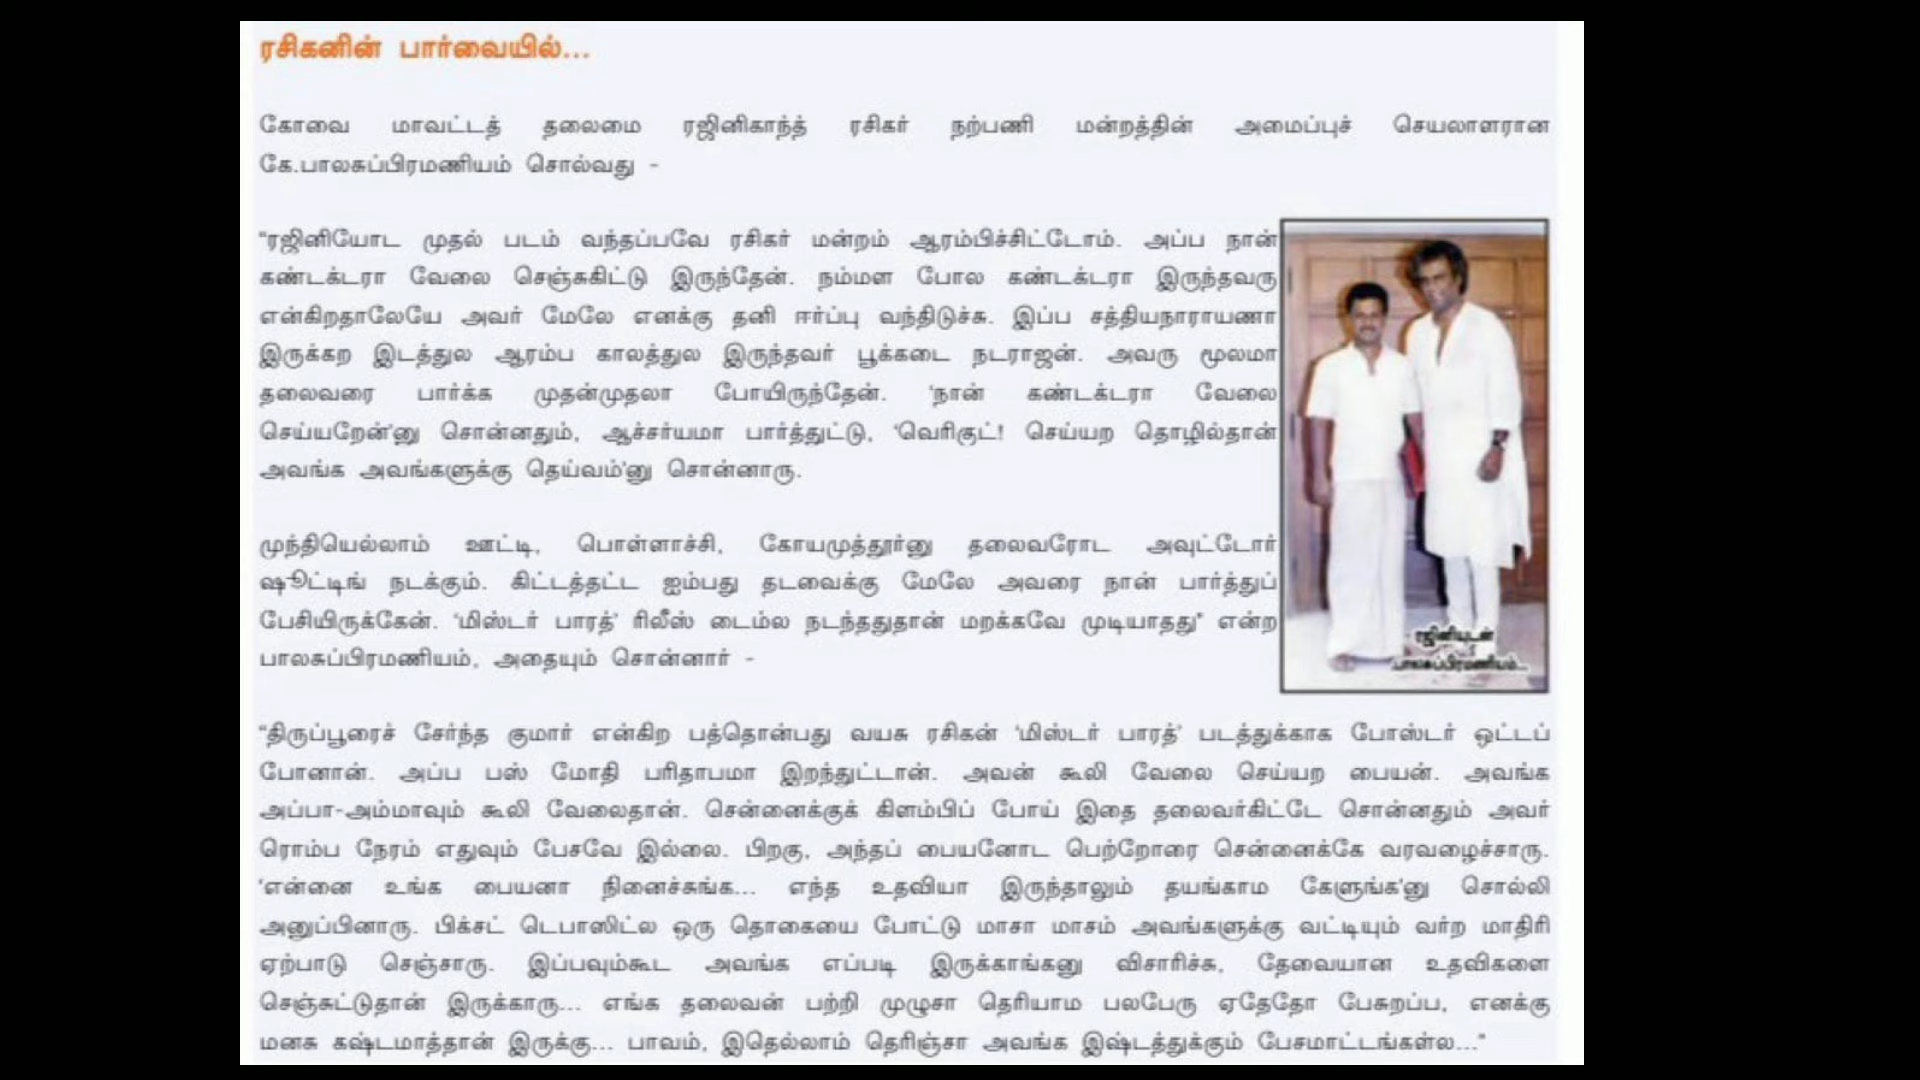 ரசிகனின் பார்வையில்...
கோவை மாவட்டத் தலைமை ரஜினிகாந்த் ரசிகர் நற்பணி மன்றத்தின் அமைப்புச் செயலாளரான
கே.பாலசுப்பிரமணியம் சொல்வது -
"ரஜினியோட முதல் படம் வந்தப்பவே ரசிகர் மன்றம் ஆரம்பிச்சிட்டோம். அப்ப நான்
கண்டக்டரா வேலை செஞ்சுகிட்டு இருந்தேன். நம்மள போல கண்டக்டரா இருந்தவரு
என்கிறதாலேயே அவர் மேலே எனக்கு தனி ஈர்ப்பு வந்திடுச்சு. இப்ப சத்தியநாராயணா
இருக்கற இடத்துல ஆரம்ப காலத்துல இருந்தவர் பூக்கடை நடராஜன். அவரு மூலமா
தலைவரை பார்க்க முதன்முதலா போயிருந்தேன். 'நான் கண்டக்டரா வேலை
செய்யறேன்'னு சொன்னதும், ஆச்சர்யமா பார்த்துட்டு, 'வெரிகுட்! செய்யற தொழில்தான்
அவங்க அவங்களுக்கு தெய்வம்'னு சொன்னாரு.
முந்தியெல்லாம் ஊட்டி, பொள்ளாச்சி, கோயமுத்தூர்னு தலைவரோட அவுட்டோர்
ஷூட்டிங் நடக்கும். கிட்டத்தட்ட ஐம்பது தடவைக்கு மேலே அவரை நான் பார்த்துப்
பேசியிருக்கேன். 'மிஸ்டர் பாரத்' ரிலீஸ் டைம்ல நடந்ததுதான் மறக்கவே முடியாதது" என்ற
பாலசுப்பிரமணியம், அதையும் சொன்னார் -
ரஜினியுடன்
பாலசுப்பிரமணியம்...
"திருப்பூரைச் சேர்ந்த குமார் என்கிற பத்தொன்பது வயசு ரசிகன் 'மிஸ்டர் பாரத்' படத்துக்காக போஸ்டர் ஒட்டப்
போனான். அப்ப பஸ் மோதி பரிதாபமா இறந்துட்டான். அவன் கூலி வேலை செய்யற பையன். அவங்க
அப்பா-அம்மாவும் கூலி வேலைதான். சென்னைக்குக் கிளம்பிப் போய் இதை தலைவர்கிட்டே சொன்னதும் அவர்
ரொம்ப நேரம் எதுவும் பேசவே இல்லை. பிறகு, அந்தப் பையனோட பெற்றோரை சென்னைக்கே வரவழைச்சாரு.
'என்னை உங்க பையனா நினைச்சுங்க... எந்த உதவியா இருந்தாலும் தயங்காம கேளுங்க'னு சொல்லி
அனுப்பினாரு. பிக்சட் டெபாஸிட்ல ஒரு தொகையை போட்டு மாசா மாசம் அவங்களுக்கு வட்டியும் வர்ற மாதிரி
ஏற்பாடு செஞ்சாரு. இப்பவும்கூட அவங்க எப்படி இருக்காங்கனு விசாரிச்சு, தேவையான உதவிகளை
செஞ்சுட்டுதான் இருக்காரு... எங்க தலைவன் பற்றி முழுசா தெரியாம பலபேரு ஏதேதோ பேசுறப்ப, எனக்கு
மனசு கஷ்டமாத்தான் இருக்கு... பாவம், இதெல்லாம் தெரிஞ்சா அவங்க இஷ்டத்துக்கும் பேசமாட்டங்கள்ல..."